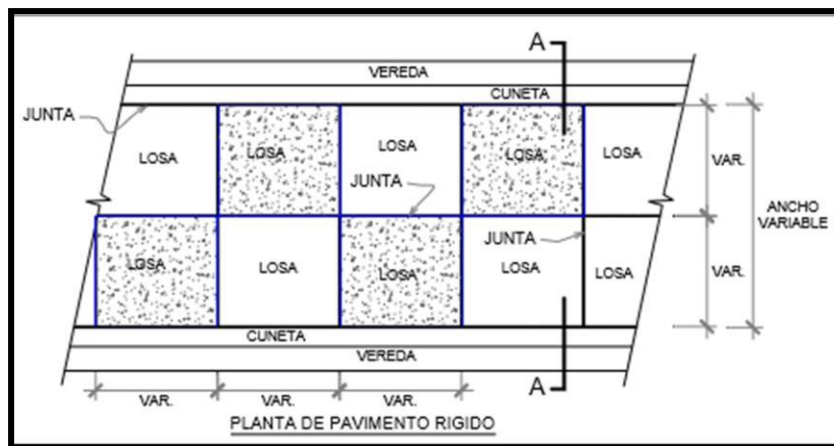 A
VEREDA
CUNETA
JUNTA
LOSA
LOSA
LOSA
LOSA
LOSA
VAR.
JUNTA
ANCHO
VARIABLE
JUNTA
LOSA
LOSA
LOSA
LOSA
LOSA
VAR.
CUNETA
VEREDA
A
VAR.
VAR.
VAR.
PLANTA DE PAVIMENTO RIGIDO